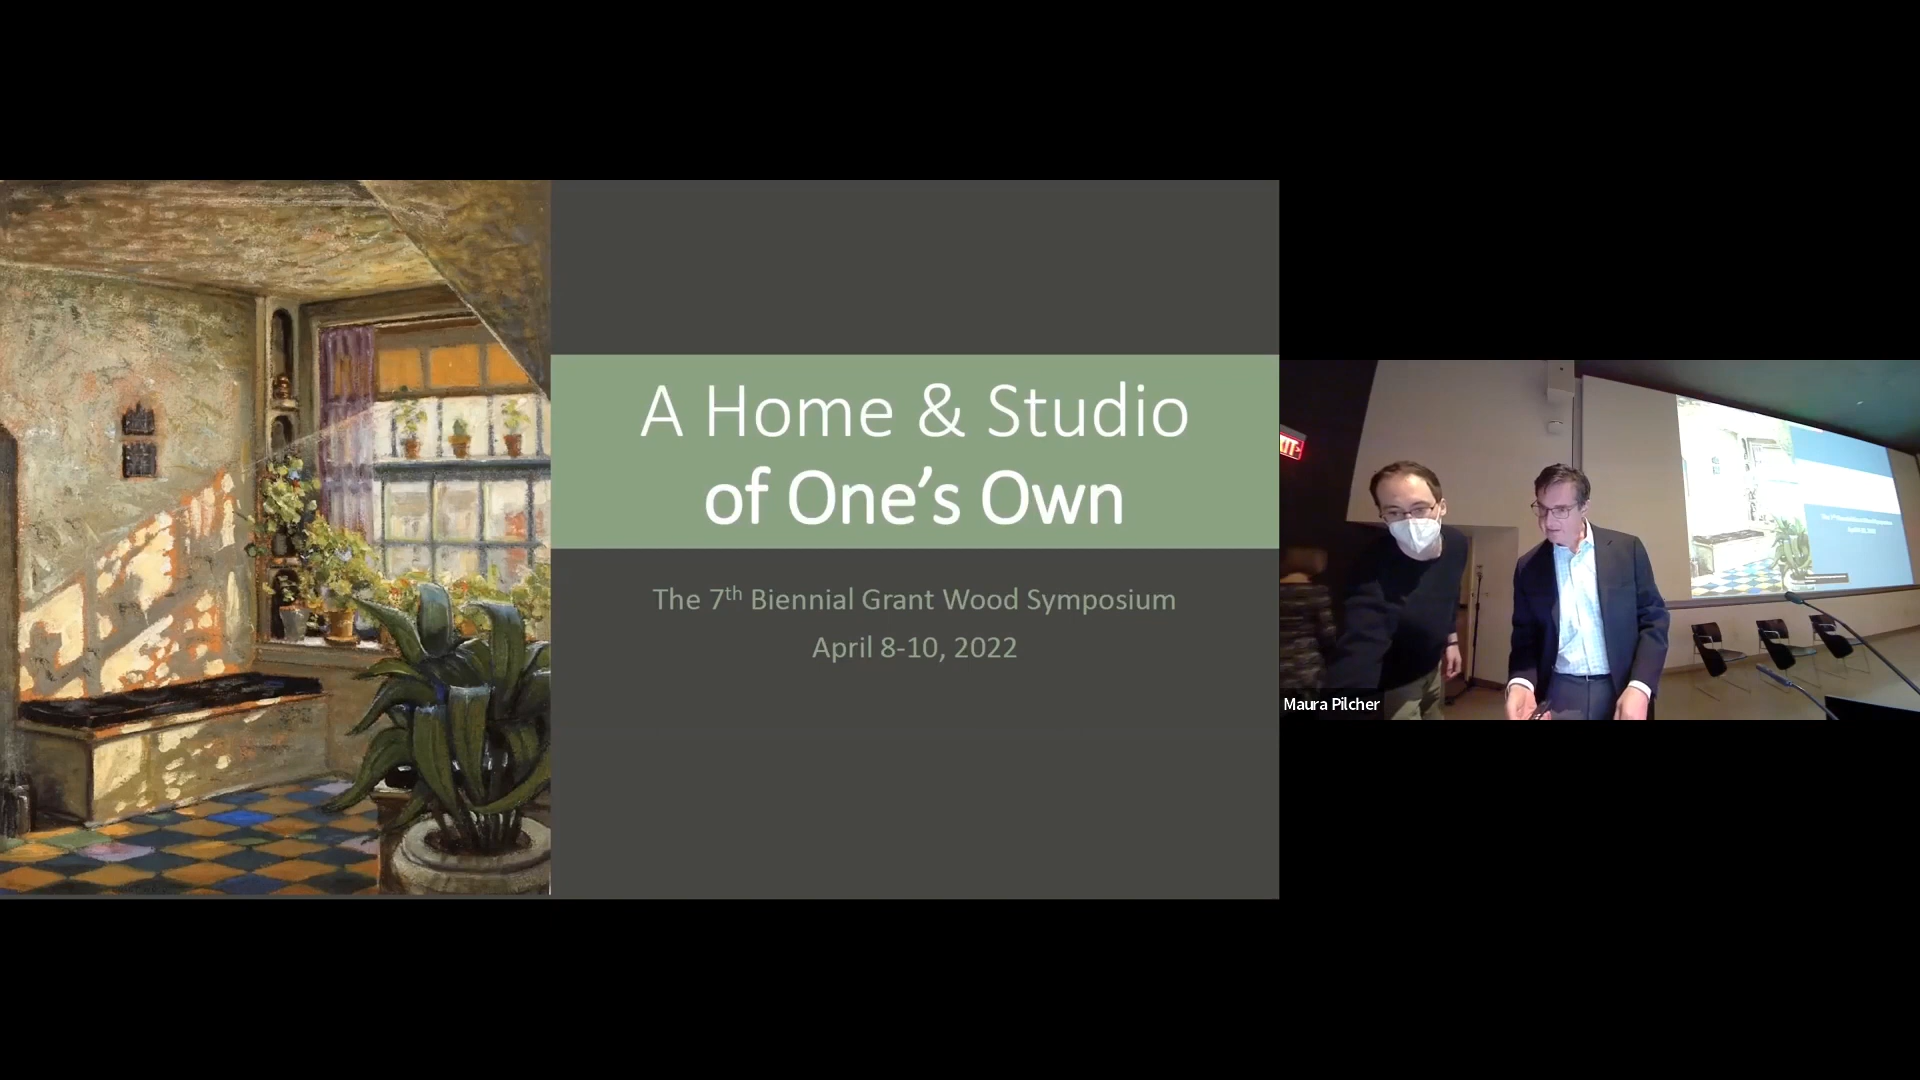 A Home & Studio
of One's Own
The 7th Biennial Grant Wood Symposium
April 8-10, 2022
Maura Pilcher